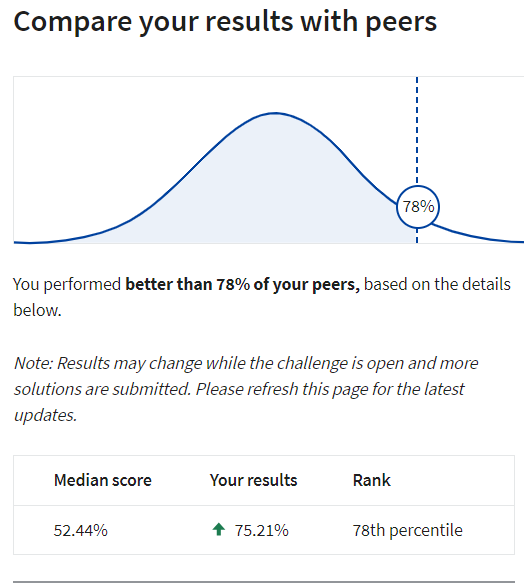 Compare your results with peers
78%
You performed better than 78% of your peers, based on the details
below.
Note: Results may change while the challenge is open and more
solutions are submitted. Please refresh this page for the latest
updates.
Median score Your results Rank
52.44% 75.21% 78th percentile